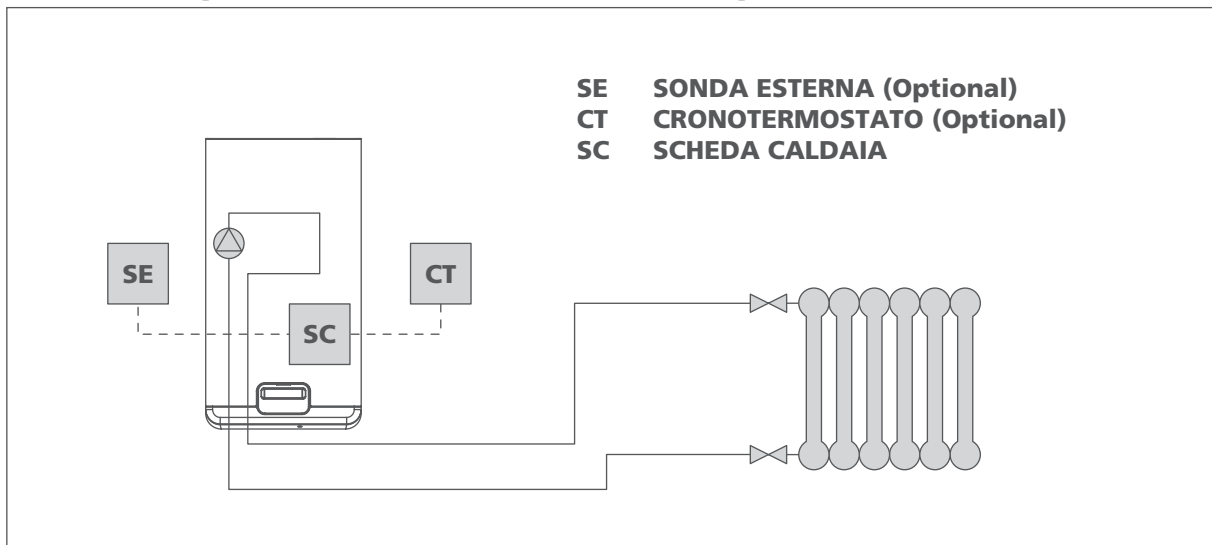 SE SONDA ESTERNA (Optional)
CT CRONOTERMOSTATO (Optional)
SC SCHEDA CALDAIA
SE
CT
SC